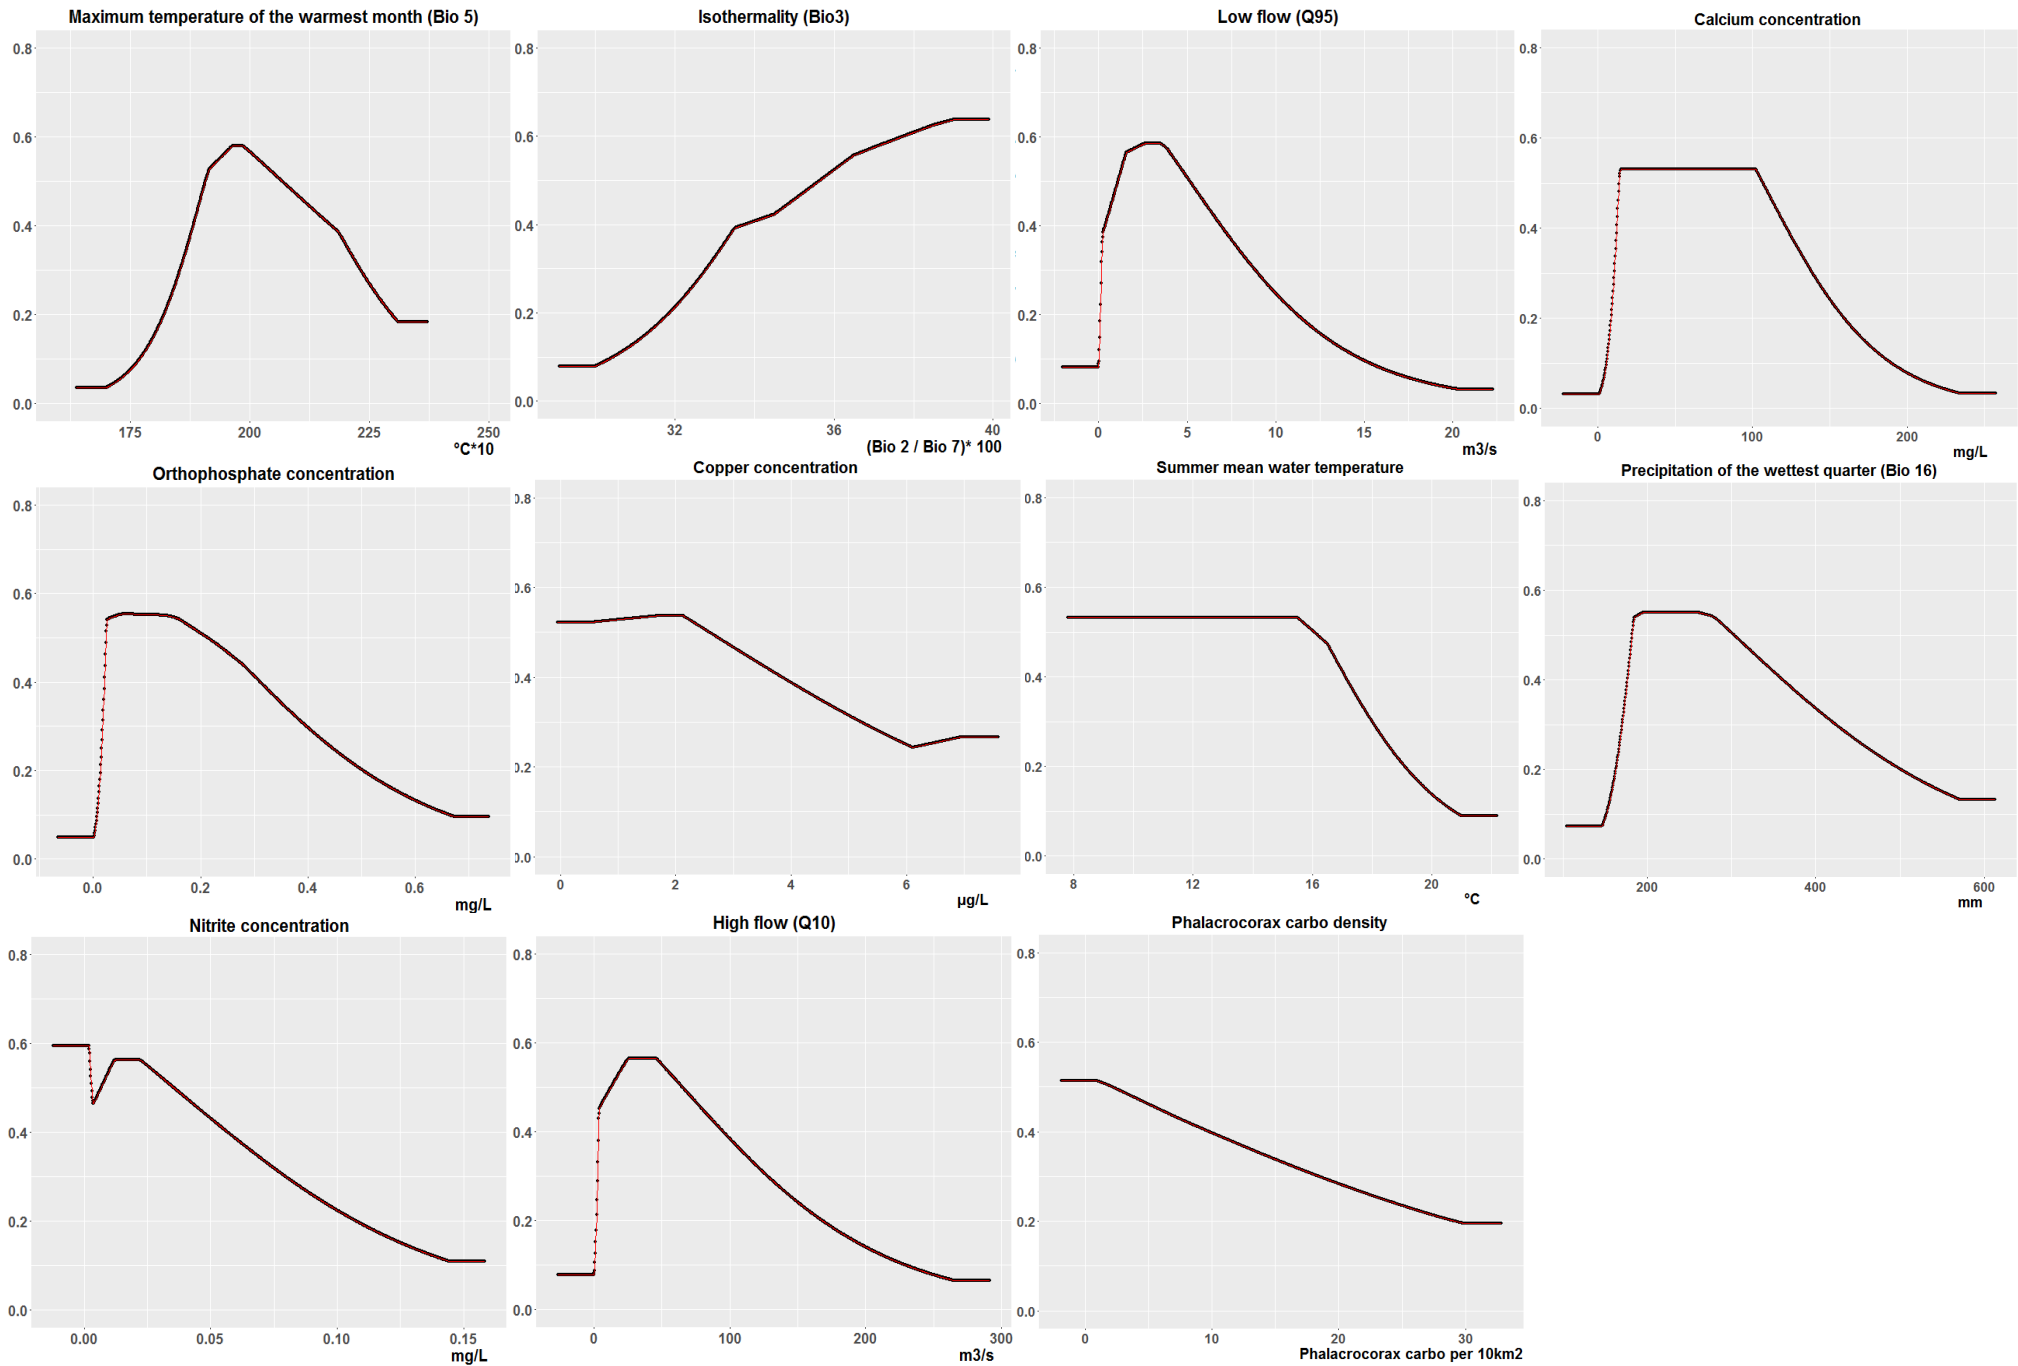 Maximum temperature of the warmest month (Bio 5)
0.8
0.6
0.4
0.2
0.0
175 200 225 250
°C*10
Isothermality (Bio3)
0.8
0.6
0.4
0.2
0.0
32 36 40
(Bio 2 / Bio 7)* 100
Low flow (Q95)
0.8
0.6
0.4
0.2
0.0
0 5 10 15 20
m3/s
Calcium concentration
0.8
0.6
0.4
0.2
0.0
0 100 200
mg/L
Orthophosphate concentration
0.8
0.6
0.4
0.2
0.0
0.0 0.2 0.4 0.6
mg/L
Copper concentration
0.8
0.6
0.4
0.2
0.0
0 2 4 6
µg/L
Summer mean water temperature
0.8
0.6
0.4
0.2
0.0
8 12 16 20
°C
Precipitation of the wettest quarter (Bio 16)
0.8
0.6
0.4
0.2
0.0
200 400 600
mm
Nitrite concentration
0.8
0.6
0.4
0.2
0.0
0.00 0.05 0.10 0.15
mg/L
High flow (Q10)
0.8
0.6
0.4
0.2
0.0
0 100 200 300
m3/s
Phalacrocorax carbo density
0.8
0.6
0.4
0.2
0.0
0 10 20 30
Phalacrocorax carbo per 10km2